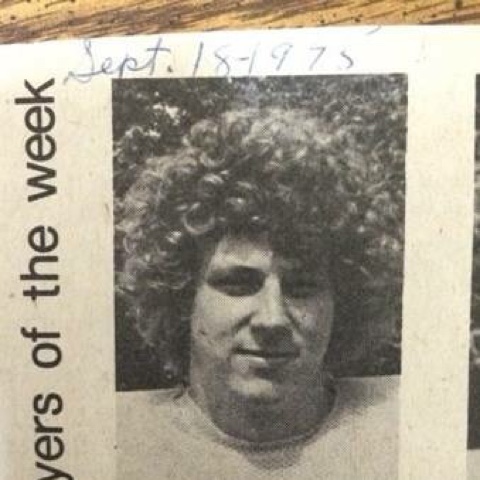 Sept. 18-1975
yers of the week